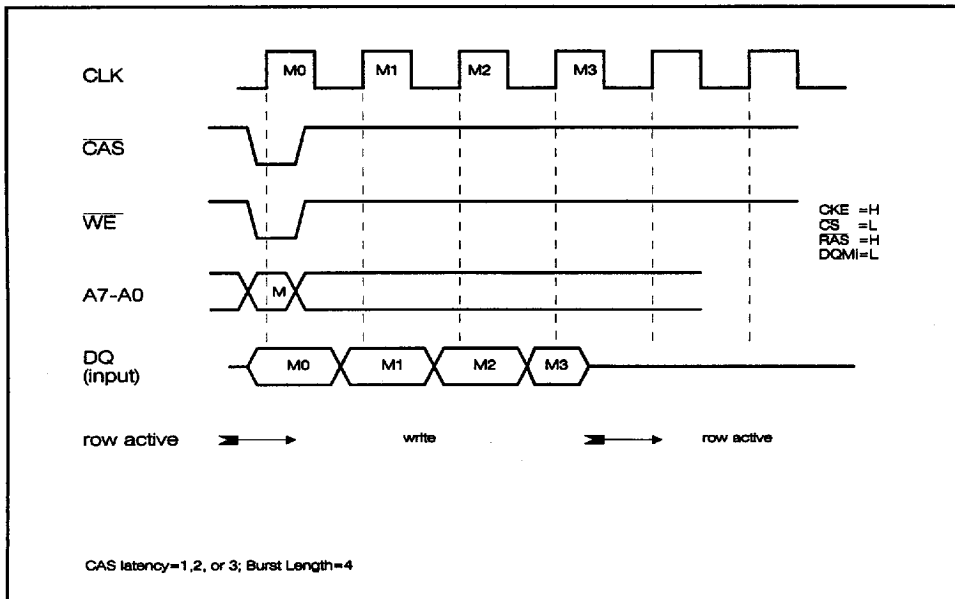 CLK M0 M1 M2 M3
CAS
WE
CKE =H
CS =L
RAS =H
DQMi=L
A7-A0 M
DQ
(input) M0 M1 M2 M3
row active write row active
CAS latency=1,2, or 3; Burst Length=4